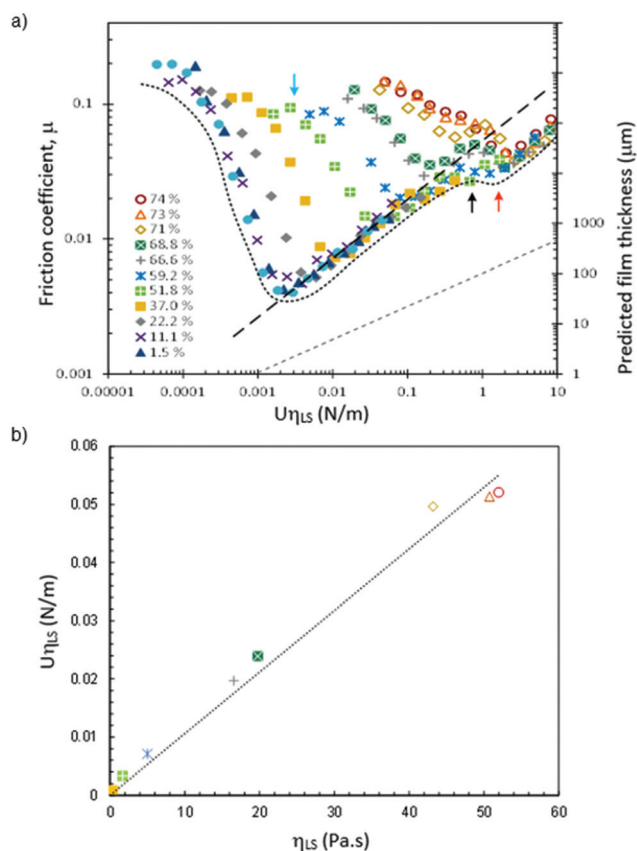 a)
Friction coefficient, μ
0.1
0.01
0.001
74 %
73 %
71 %
68.8 %
66.6 %
59.2 %
51.8 %
37.0 %
22.2 %
11.1 %
1.5 %
1000
100
10
1
Predicted film thickness (μm)
0.00001 0.0001 0.001 0.01 0.1 1 10
UηLS (N/m)
b)
UηLS (N/m)
0.06
0.05
0.04
0.03
0.02
0.01
0
0 10 20 30 40 50 60
ηLS (Pa.s)